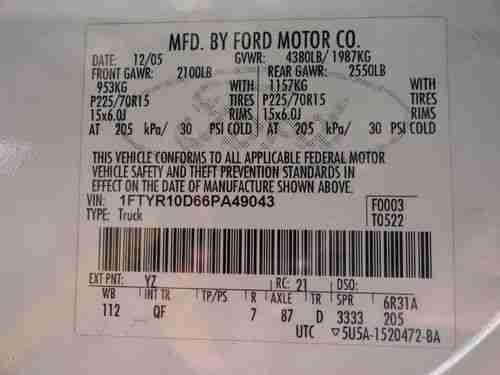 MFD. BY FORD MOTOR CO.
DATE: 12/05 GVWR: 4380LB/ 1987KG
FRONT GAWR: 2100LB REAR GAWR: 2550LB
953KG WITH 1157KG WITH
P225/70R15 TIRES P225/70R15 TIRES
15x6.0J RIMS 15x6.0J RIMS
AT 205 kPa/ 30 PSI COLD AT 205 kPa/ 30 PSI COLD
THIS VEHICLE CONFORMS TO ALL APPLICABLE FEDERAL MOTOR
VEHICLE SAFETY AND THEFT PREVENTION STANDARDS IN
EFFECT ON THE DATE OF MANUFACTURE SHOWN ABOVE.
VIN: 1FTYR10D66PA49043 F0003
TYPE: Truck T0522
EXT PNT: YZ RC: 21 DSO:
WB INT TR TP/PS R AXLE TR SPR 6R31A
112 QF 7 87 D 3333 205
UTC 5U5A-1520472-BA